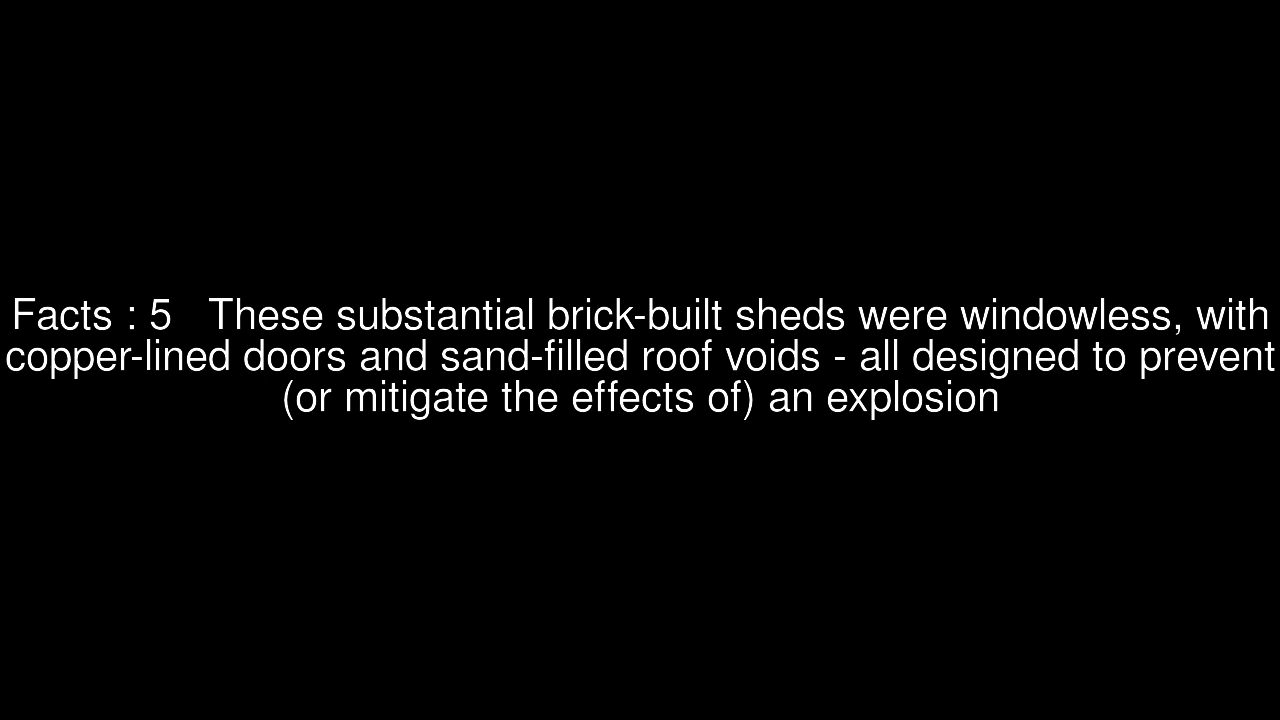 Facts : 5   These substantial brick-built sheds were windowless, with
copper-lined doors and sand-filled roof voids - all designed to prevent
(or mitigate the effects of) an explosion